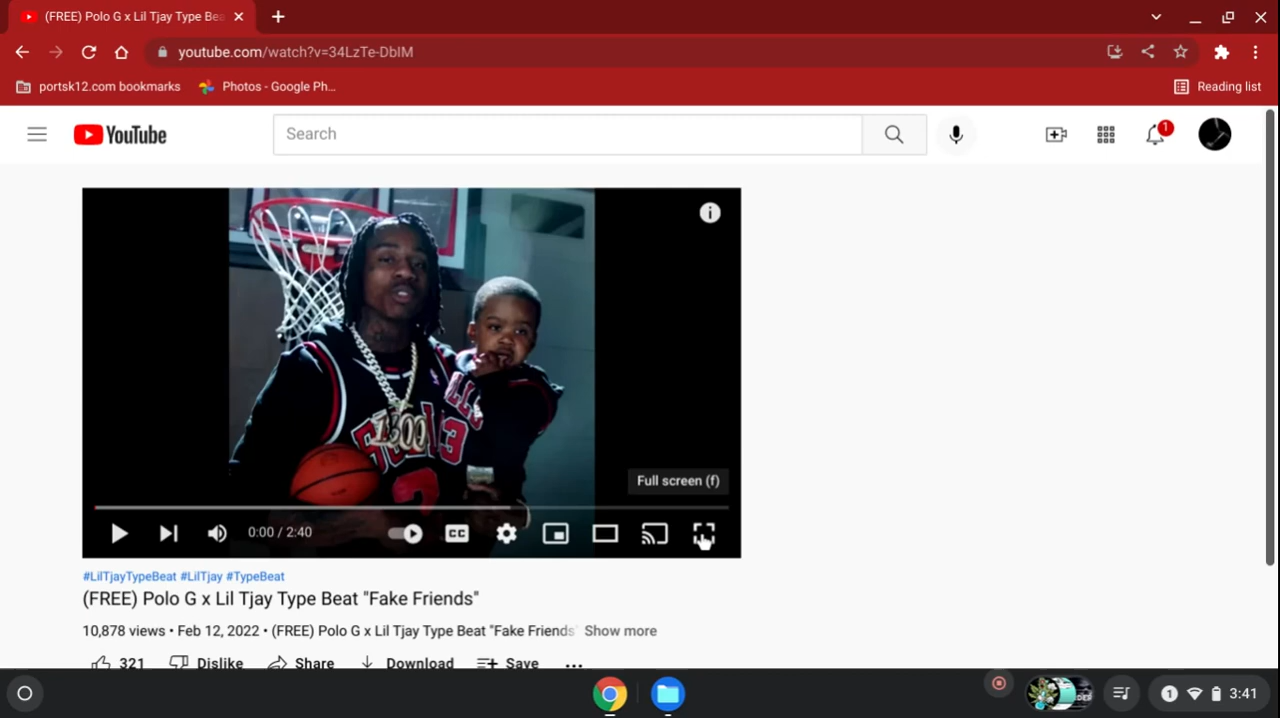 (FREE) Polo G x Lil Tjay Type Bea
youtube.com/watch?v=34LzTe-DbIM
portsk12.com bookmarks
Photos - Google Ph...
Reading list
YouTube
Search
1
1300
Full screen (f)
0:00 / 2:40
CC
#LilTjayTypeBeat #LilTjay #TypeBeat
(FREE) Polo G x Lil Tjay Type Beat "Fake Friends"
10,878 views • Feb 12, 2022 • (FREE) Polo G x Lil Tjay Type Beat "Fake Friends" Show more
321 Dislike Share Download Save ...
1 3:41